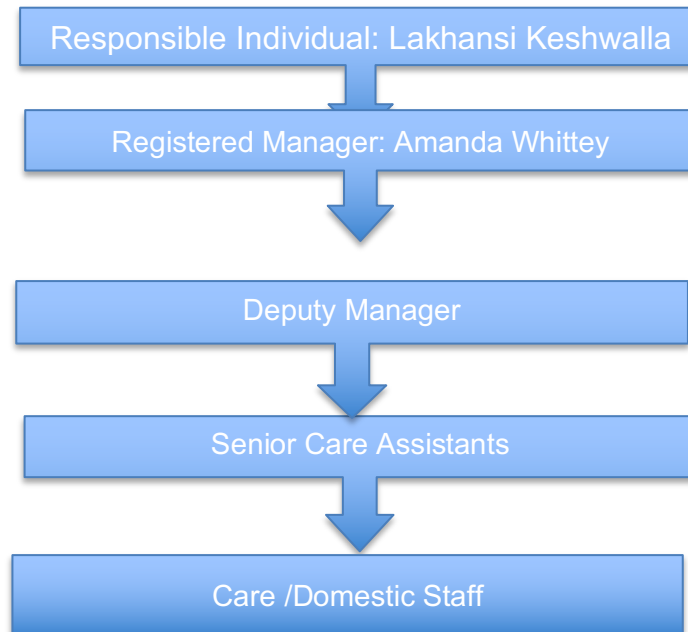 Responsible Individual: Lakhansi Keshwalla
Registered Manager: Amanda Whittey
Deputy Manager
Senior Care Assistants
Care /Domestic Staff